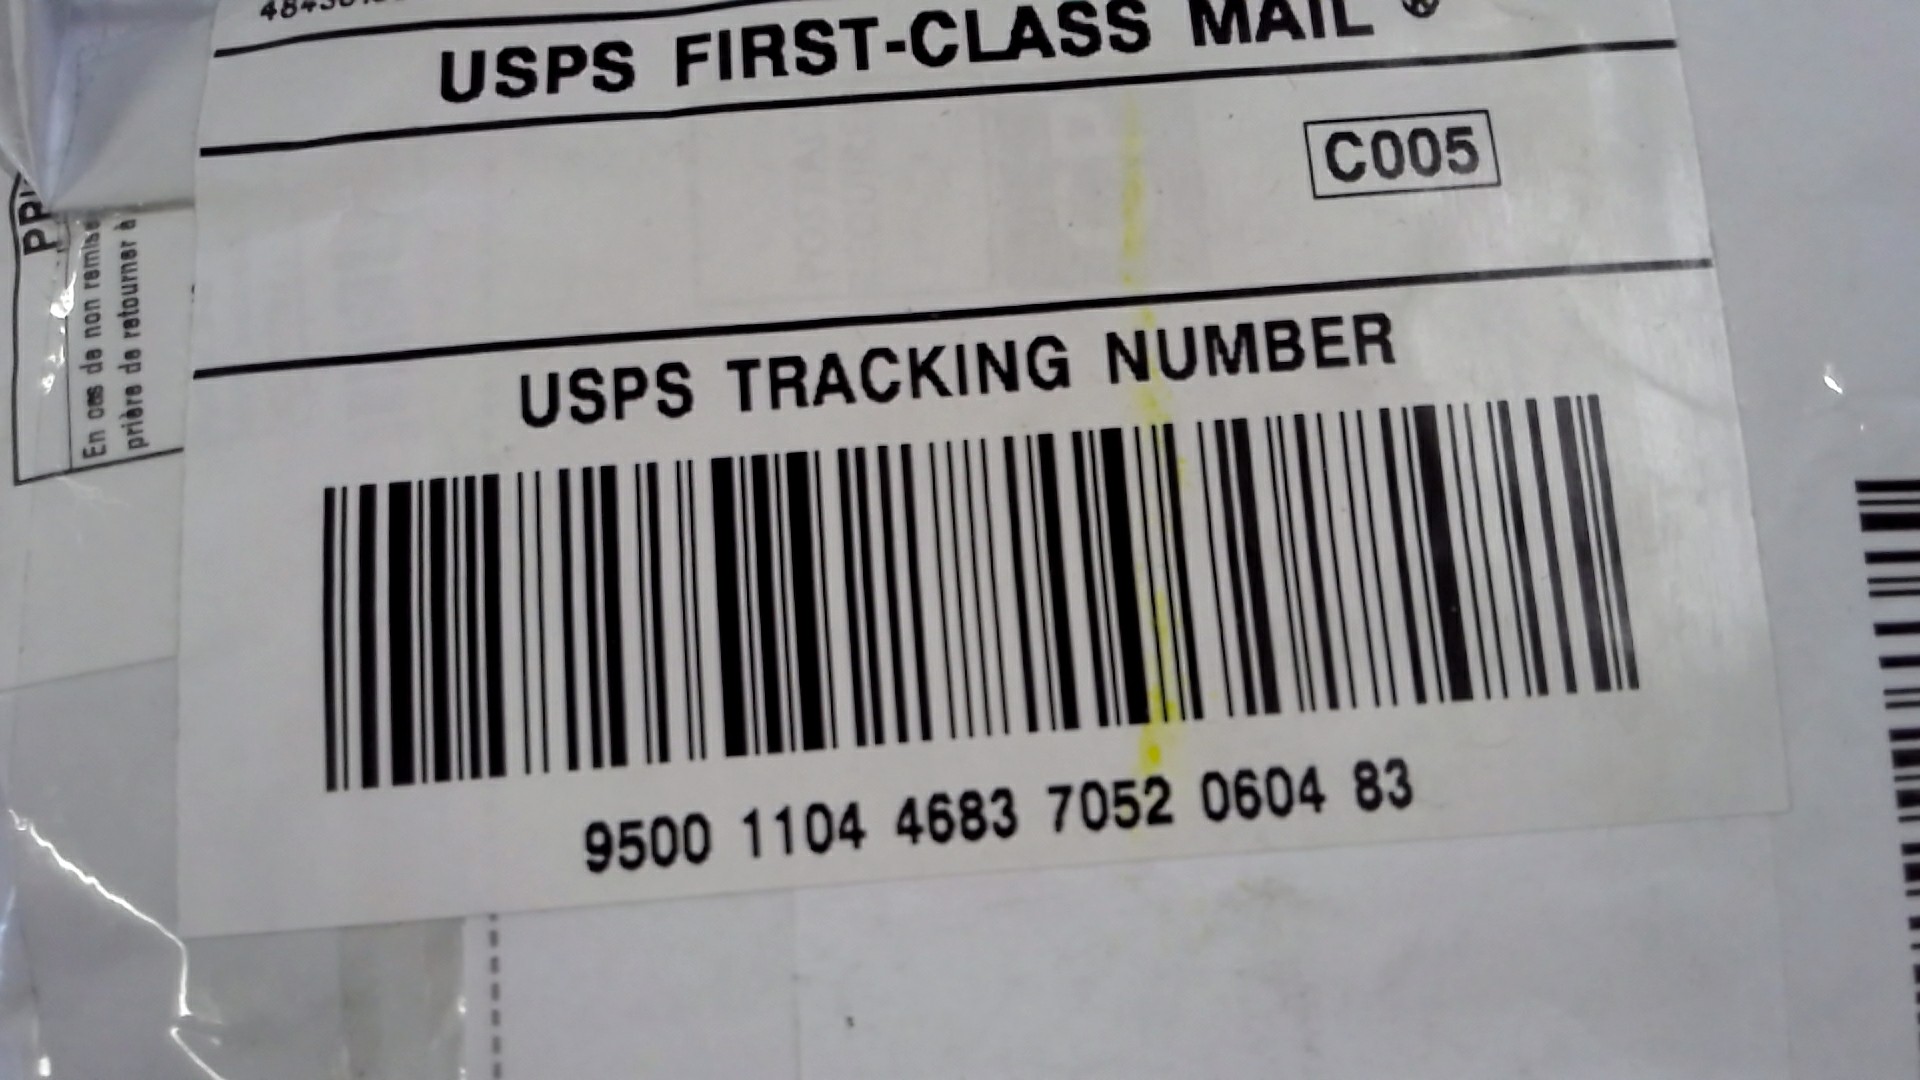 USPS FIRST-CLASS MAIL ®
C005
USPS TRACKING NUMBER
9500 1104 4683 7052 0604 83
En cas de non remise
prière de retourner à